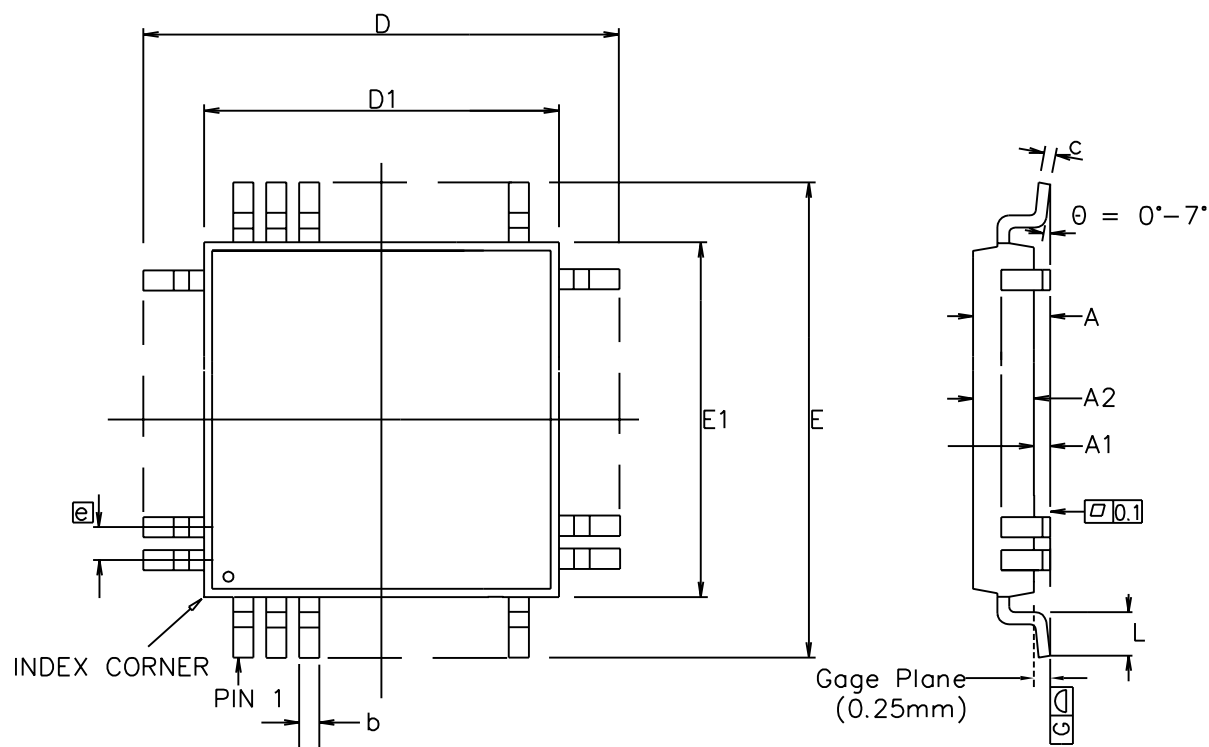 D
D1
c
θ = 0°-7°
A
E1
E
A2
A1
e
0.1
L
INDEX CORNER
PIN 1
b
Gage Plane
(0.25mm)
G